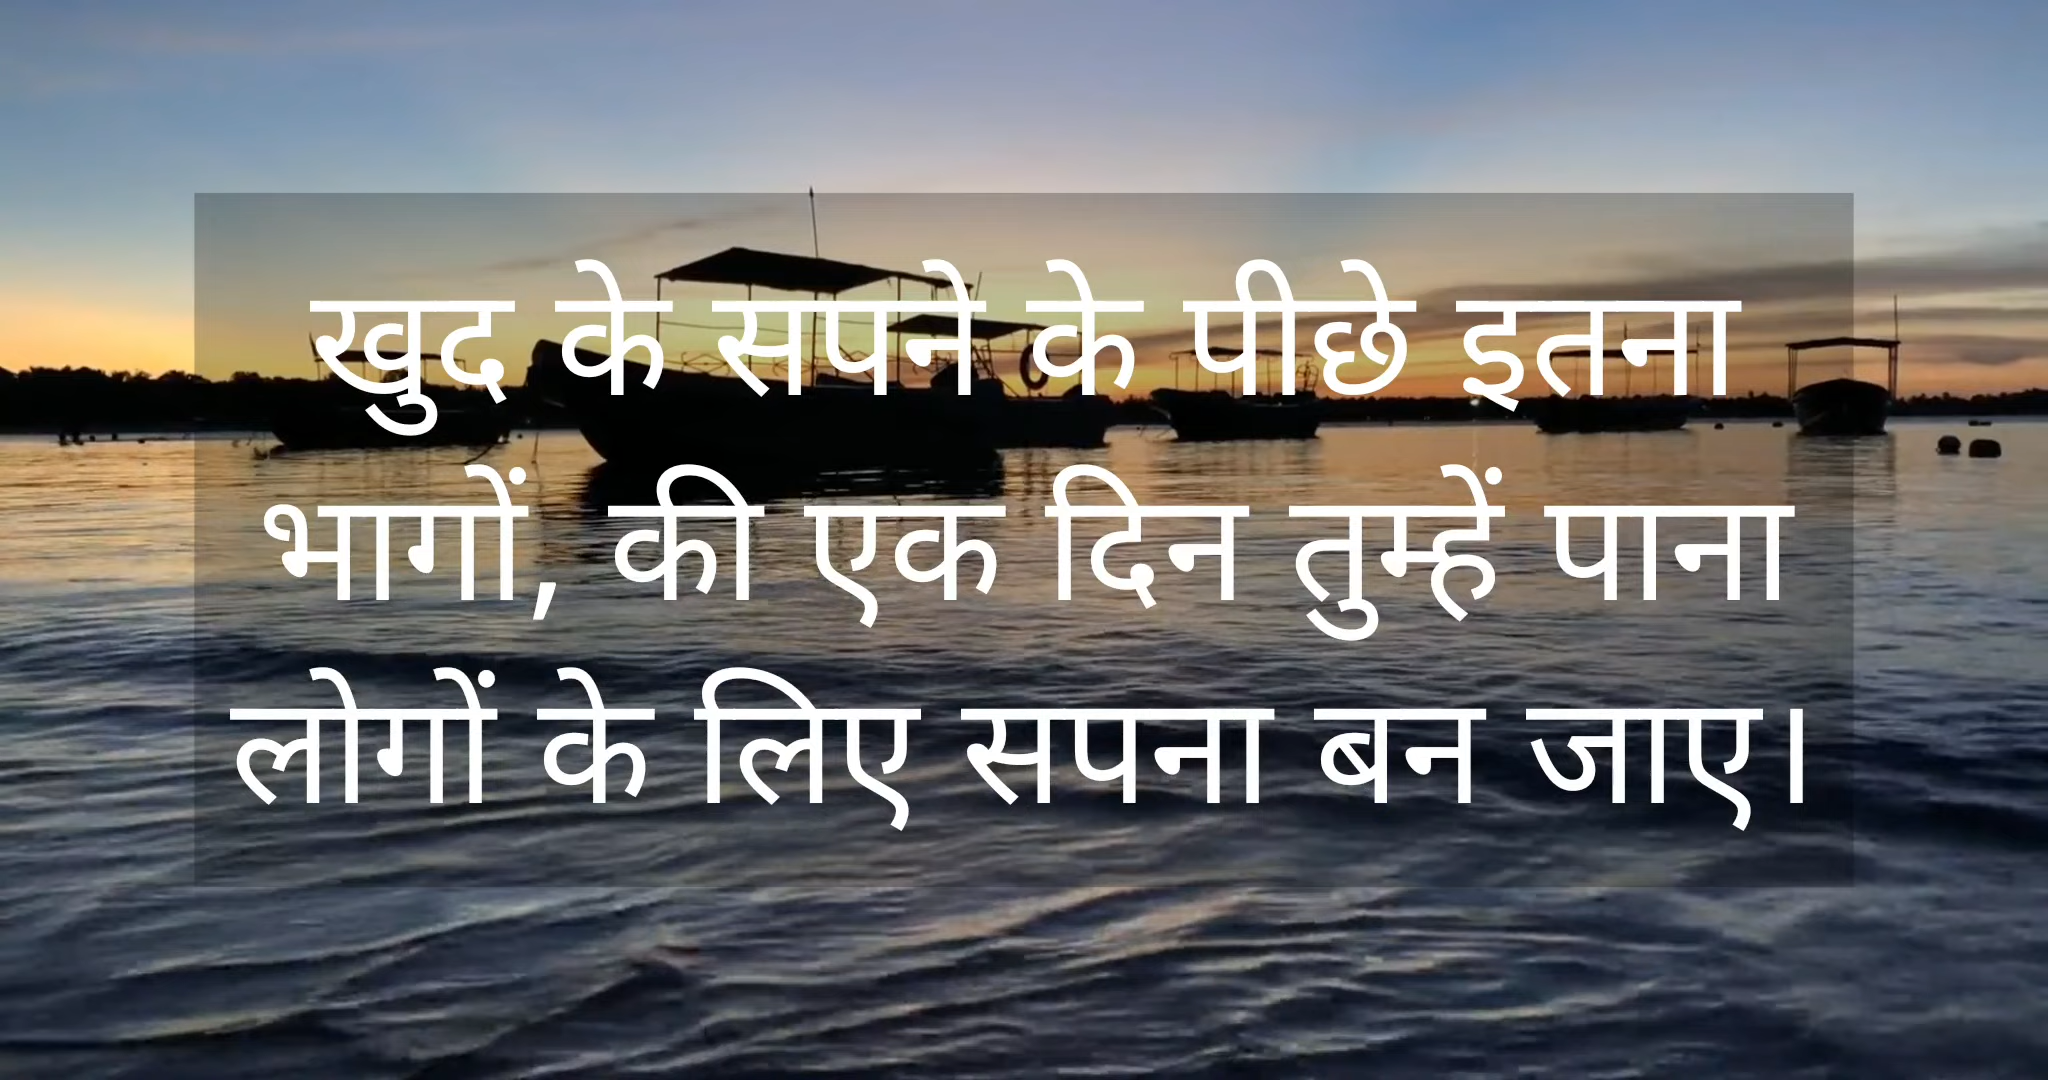 खुद के सपने के पीछे इतना
भागों, की एक दिन तुम्हें पाना
लोगों के लिए सपना बन जाए।